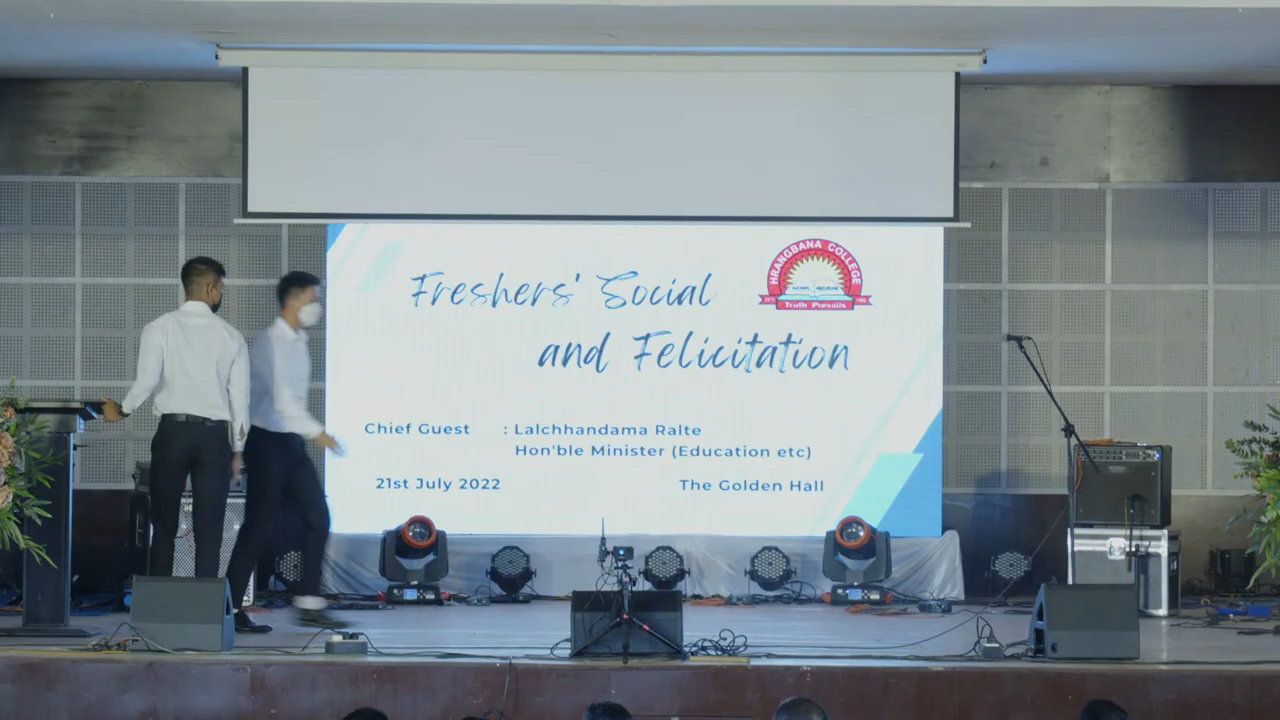 HRANGBANA COLLEGE
Truth Prevails
Freshers' Social
and Felicitation
Chief Guest : Lalchhandama Ralte
Hon'ble Minister (Education etc)
21st July 2022 The Golden Hall